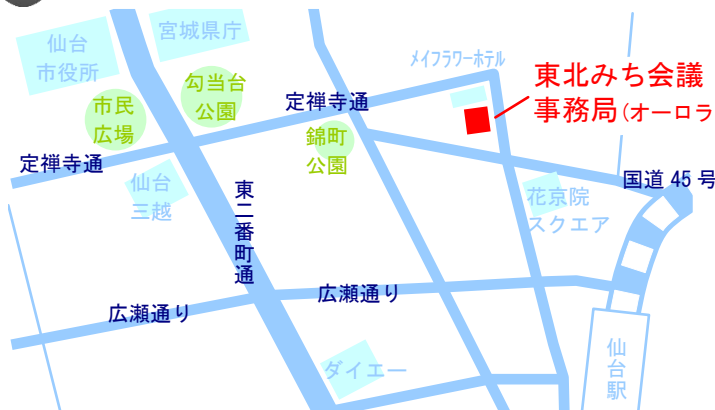 仙台
市役所
宮城県庁
メイフラワーホテル
東北みち会議
事務局(オーロラ
勾当台
公園
市民
広場
定禅寺通
錦町
公園
定禅寺通
国道45号
仙台
三越
東二番町通
花京院
スクエア
広瀬通り
広瀬通り
ダイエー
仙台駅